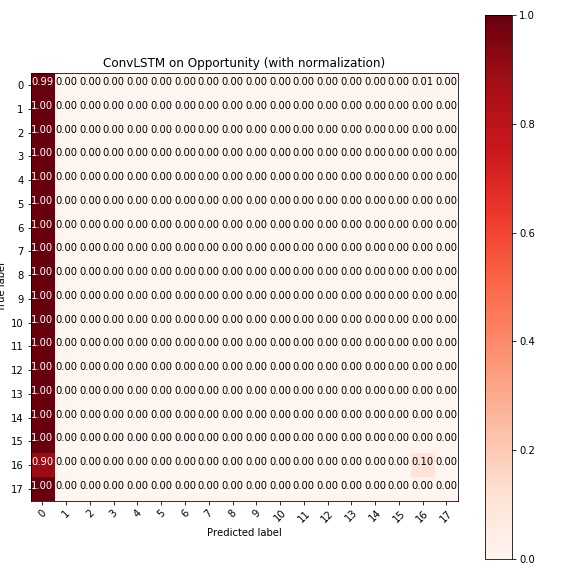 ConvLSTM on Opportunity (with normalization)
0 0.99 0.00 0.00 0.00 0.00 0.00 0.00 0.00 0.00 0.00 0.00 0.00 0.00 0.00 0.00 0.00 0.01 0.00
1 1.00 0.00 0.00 0.00 0.00 0.00 0.00 0.00 0.00 0.00 0.00 0.00 0.00 0.00 0.00 0.00 0.00 0.00
2 1.00 0.00 0.00 0.00 0.00 0.00 0.00 0.00 0.00 0.00 0.00 0.00 0.00 0.00 0.00 0.00 0.00 0.00
3 1.00 0.00 0.00 0.00 0.00 0.00 0.00 0.00 0.00 0.00 0.00 0.00 0.00 0.00 0.00 0.00 0.00 0.00
4 1.00 0.00 0.00 0.00 0.00 0.00 0.00 0.00 0.00 0.00 0.00 0.00 0.00 0.00 0.00 0.00 0.00 0.00
5 1.00 0.00 0.00 0.00 0.00 0.00 0.00 0.00 0.00 0.00 0.00 0.00 0.00 0.00 0.00 0.00 0.00 0.00
6 1.00 0.00 0.00 0.00 0.00 0.00 0.00 0.00 0.00 0.00 0.00 0.00 0.00 0.00 0.00 0.00 0.00 0.00
7 1.00 0.00 0.00 0.00 0.00 0.00 0.00 0.00 0.00 0.00 0.00 0.00 0.00 0.00 0.00 0.00 0.00 0.00
8 1.00 0.00 0.00 0.00 0.00 0.00 0.00 0.00 0.00 0.00 0.00 0.00 0.00 0.00 0.00 0.00 0.00 0.00
9 1.00 0.00 0.00 0.00 0.00 0.00 0.00 0.00 0.00 0.00 0.00 0.00 0.00 0.00 0.00 0.00 0.00 0.00
10 1.00 0.00 0.00 0.00 0.00 0.00 0.00 0.00 0.00 0.00 0.00 0.00 0.00 0.00 0.00 0.00 0.00 0.00
11 1.00 0.00 0.00 0.00 0.00 0.00 0.00 0.00 0.00 0.00 0.00 0.00 0.00 0.00 0.00 0.00 0.00 0.00
12 1.00 0.00 0.00 0.00 0.00 0.00 0.00 0.00 0.00 0.00 0.00 0.00 0.00 0.00 0.00 0.00 0.00 0.00
13 1.00 0.00 0.00 0.00 0.00 0.00 0.00 0.00 0.00 0.00 0.00 0.00 0.00 0.00 0.00 0.00 0.00 0.00
14 1.00 0.00 0.00 0.00 0.00 0.00 0.00 0.00 0.00 0.00 0.00 0.00 0.00 0.00 0.00 0.00 0.00 0.00
15 1.00 0.00 0.00 0.00 0.00 0.00 0.00 0.00 0.00 0.00 0.00 0.00 0.00 0.00 0.00 0.00 0.00 0.00
16 0.90 0.00 0.00 0.00 0.00 0.00 0.00 0.00 0.00 0.00 0.00 0.00 0.00 0.00 0.00 0.00 0.10 0.00
17 1.00 0.00 0.00 0.00 0.00 0.00 0.00 0.00 0.00 0.00 0.00 0.00 0.00 0.00 0.00 0.00 0.00 0.00
0 1 2 3 4 5 6 7 8 9 10 11 12 13 14 15 16 17
Predicted label
1.0
0.8
0.6
0.4
0.2
0.0